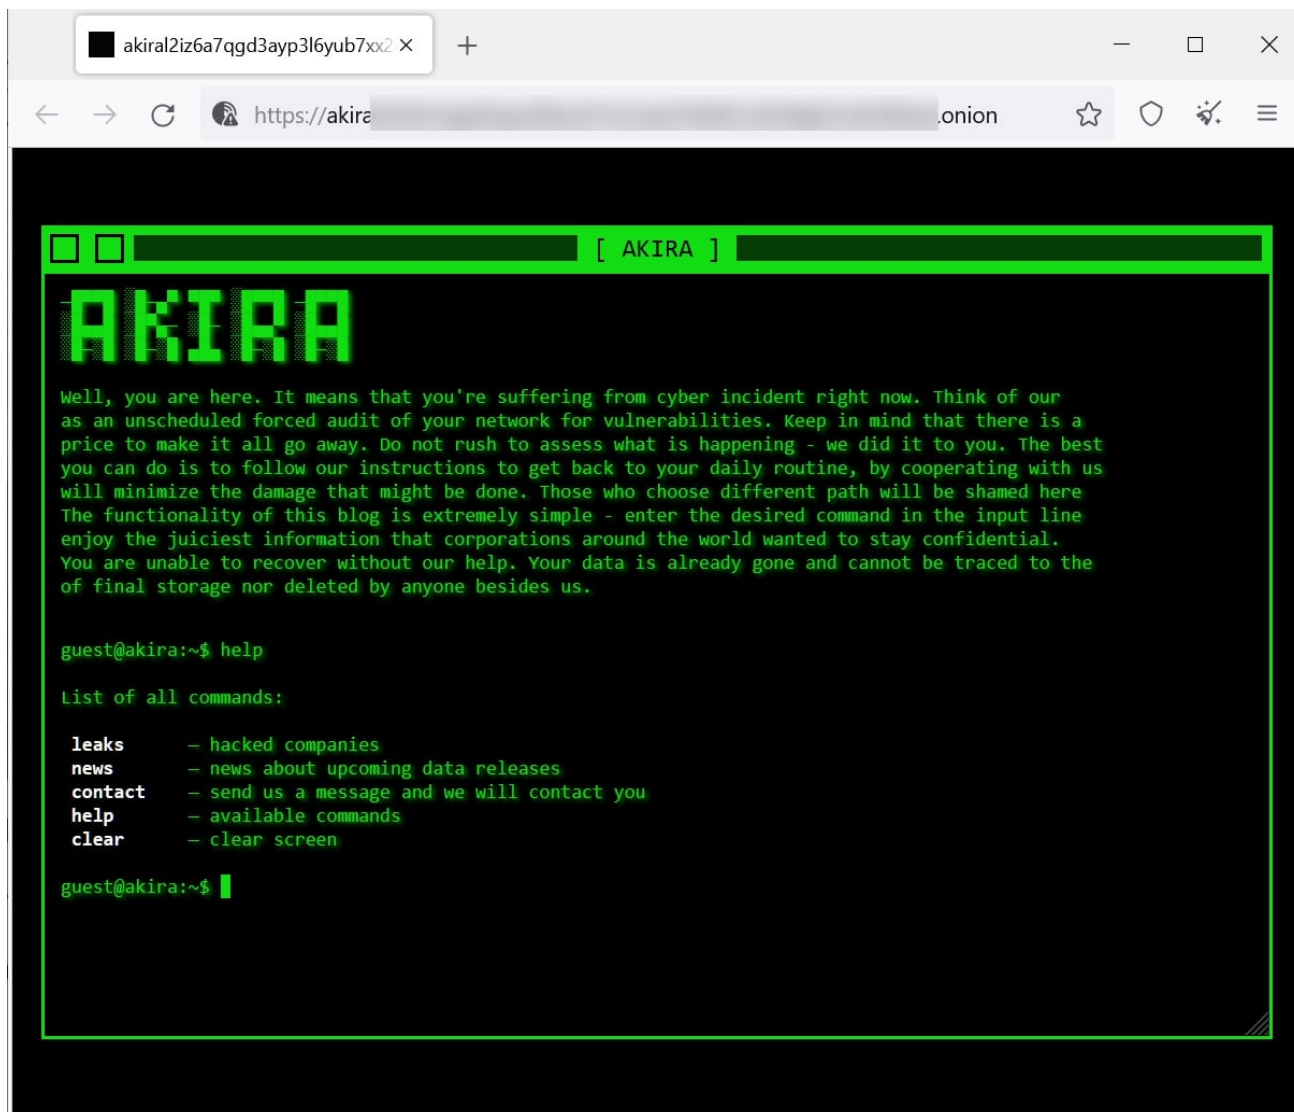 akiral2iz6a7qgd3ayp3l6yub7xx2
https://akira .onion
[ AKIRA ]
AKIRA
Well, you are here. It means that you're suffering from cyber incident right now. Think of our
as an unscheduled forced audit of your network for vulnerabilities. Keep in mind that there is a
price to make it all go away. Do not rush to assess what is happening - we did it to you. The best
you can do is to follow our instructions to get back to your daily routine, by cooperating with us
will minimize the damage that might be done. Those who choose different path will be shamed here
The functionality of this blog is extremely simple - enter the desired command in the input line
enjoy the juiciest information that corporations around the world wanted to stay confidential.
You are unable to recover without our help. Your data is already gone and cannot be traced to the
of final storage nor deleted by anyone besides us.
guest@akira:~$ help
List of all commands:
leaks – hacked companies
news – news about upcoming data releases
contact – send us a message and we will contact you
help – available commands
clear – clear screen
guest@akira:~$